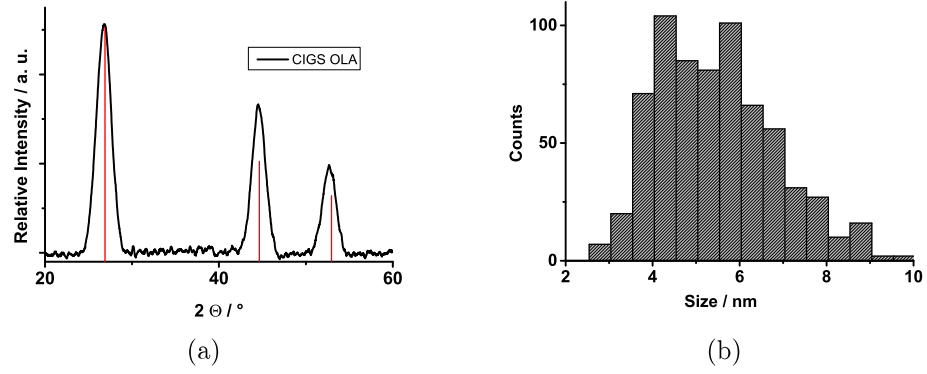 Relative Intensity / a. u.
CIGS OLA
20
40
60
2 Θ / °
(a)
Counts
100
50
0
2
4
6
8
10
Size / nm
(b)